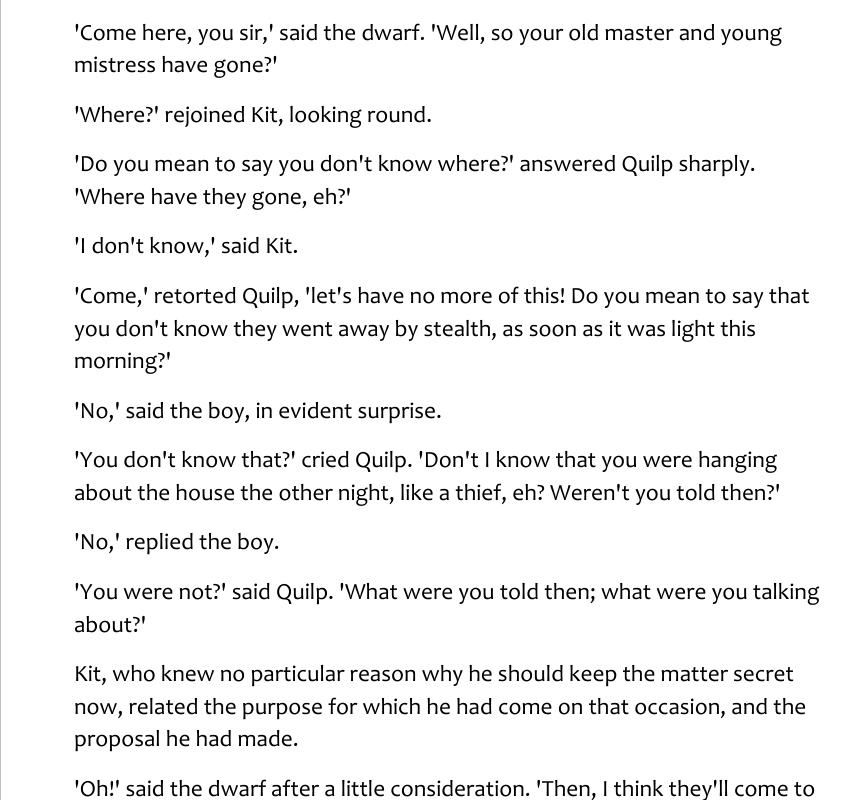 'Come here, you sir,' said the dwarf. 'Well, so your old master and young
mistress have gone?'
'Where?' rejoined Kit, looking round.
'Do you mean to say you don't know where?' answered Quilp sharply.
'Where have they gone, eh?'
'I don't know,' said Kit.
'Come,' retorted Quilp, 'let's have no more of this! Do you mean to say that
you don't know they went away by stealth, as soon as it was light this
morning?'
'No,' said the boy, in evident surprise.
'You don't know that?' cried Quilp. 'Don't I know that you were hanging
about the house the other night, like a thief, eh? Weren't you told then?'
'No,' replied the boy.
'You were not?' said Quilp. 'What were you told then; what were you talking
about?'
Kit, who knew no particular reason why he should keep the matter secret
now, related the purpose for which he had come on that occasion, and the
proposal he had made.
'Oh!' said the dwarf after a little consideration. 'Then, I think they'll come to